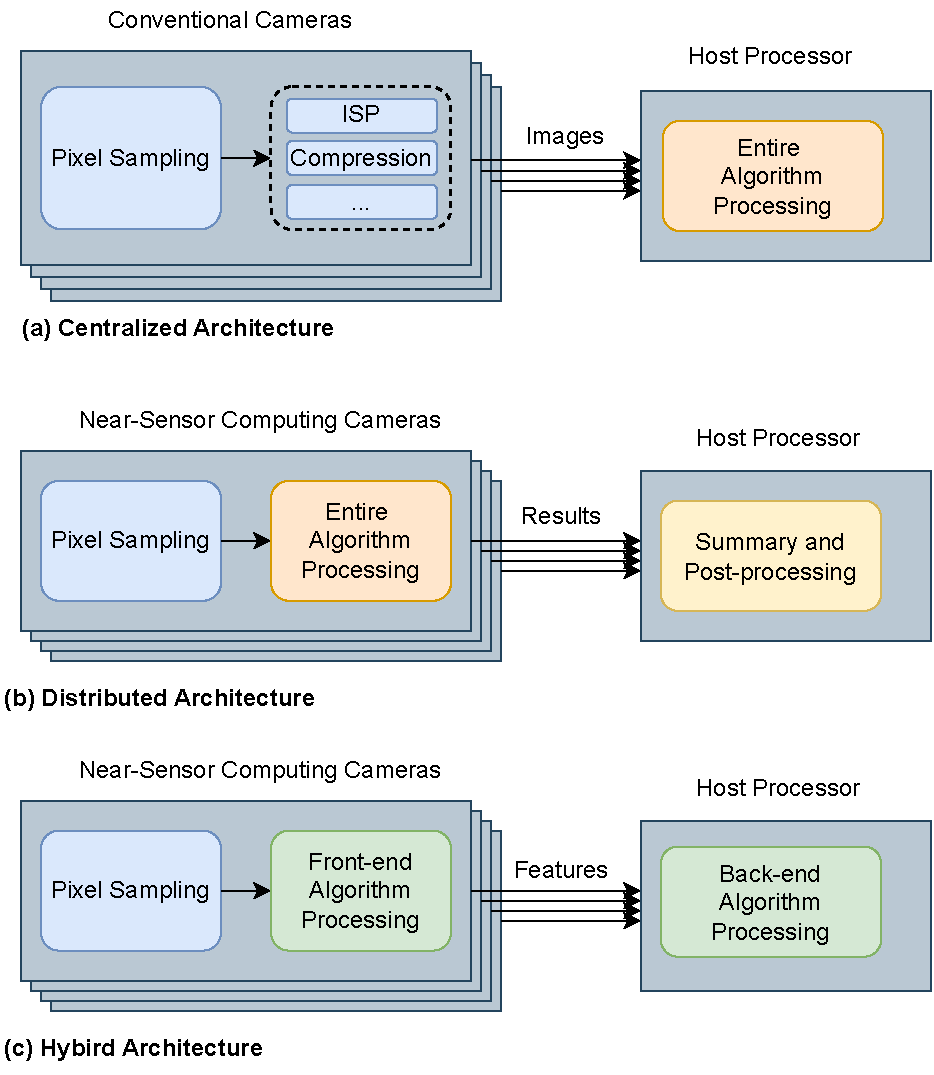 Conventional Cameras
Host Processor
Pixel Sampling
ISP
Compression
...
Images
Entire
Algorithm
Processing
(a) Centralized Architecture
Near-Sensor Computing Cameras
Host Processor
Pixel Sampling
Entire
Algorithm
Processing
Results
Summary and
Post-processing
(b) Distributed Architecture
Near-Sensor Computing Cameras
Host Processor
Pixel Sampling
Front-end
Algorithm
Processing
Features
Back-end
Algorithm
Processing
(c) Hybird Architecture